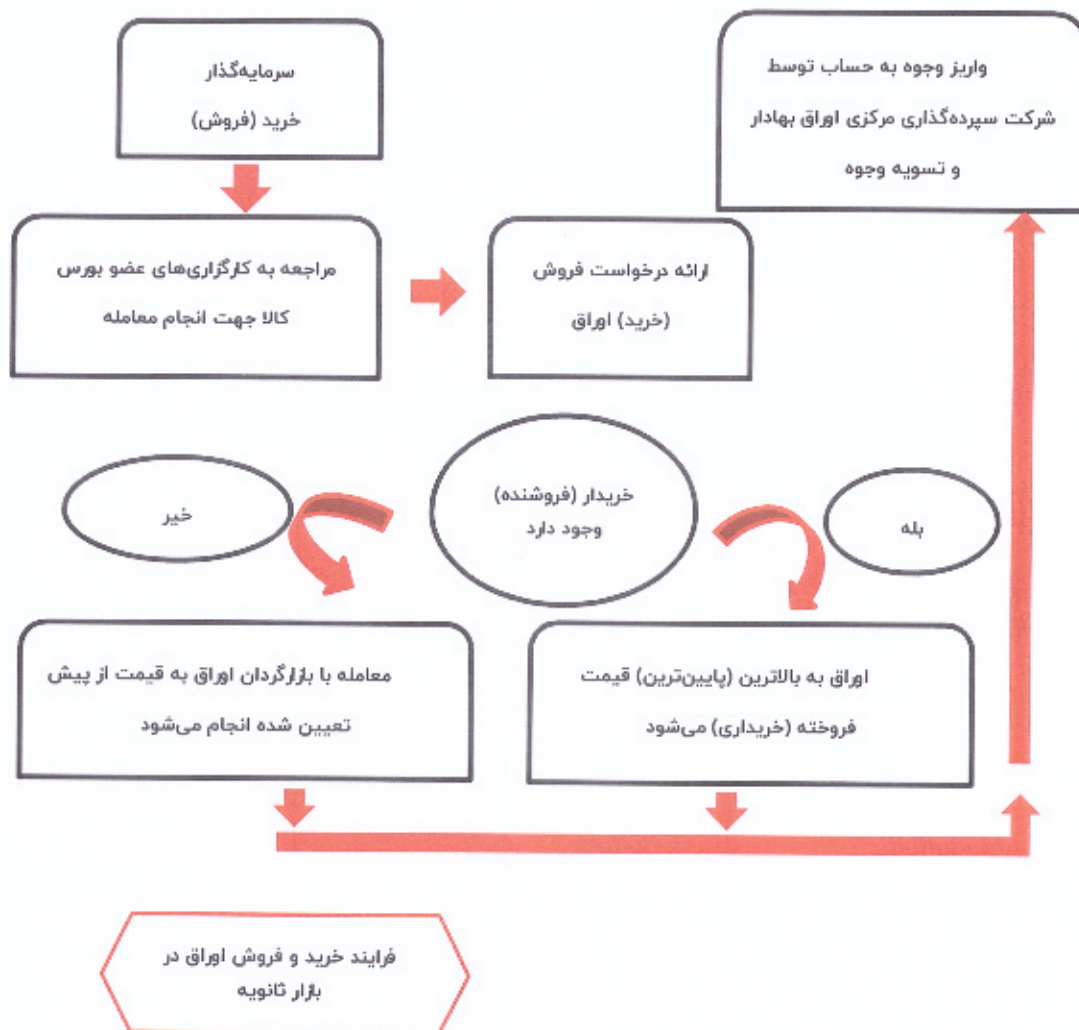 سرمایه‌گذار
خرید (فروش)
واریز وجوه به حساب توسط
شرکت سپرده‌گذاری مرکزی اوراق بهادار
و تسویه وجوه
مراجعه به کارگزاری‌های عضو بورس
کالا جهت انجام معامله
ارائه درخواست فروش
(خرید) اوراق
خریدار (فروشنده)
وجود دارد
بله
خیر
اوراق به بالاترین (پایین‌ترین) قیمت
فروخته (خریداری) می‌شود
معامله با بازارگردان اوراق به قیمت از پیش
تعیین شده انجام می‌شود
فرایند خرید و فروش اوراق در
بازار ثانویه